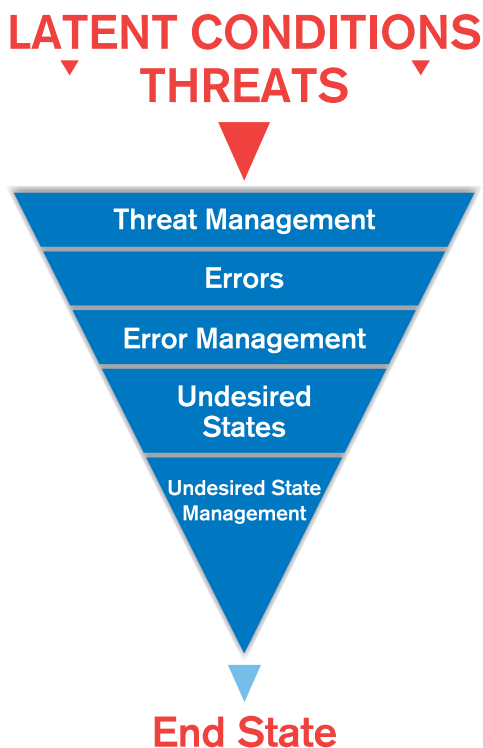 LATENT CONDITIONS
THREATS
Threat Management
Errors
Error Management
Undesired
States
Undesired State
Management
End State